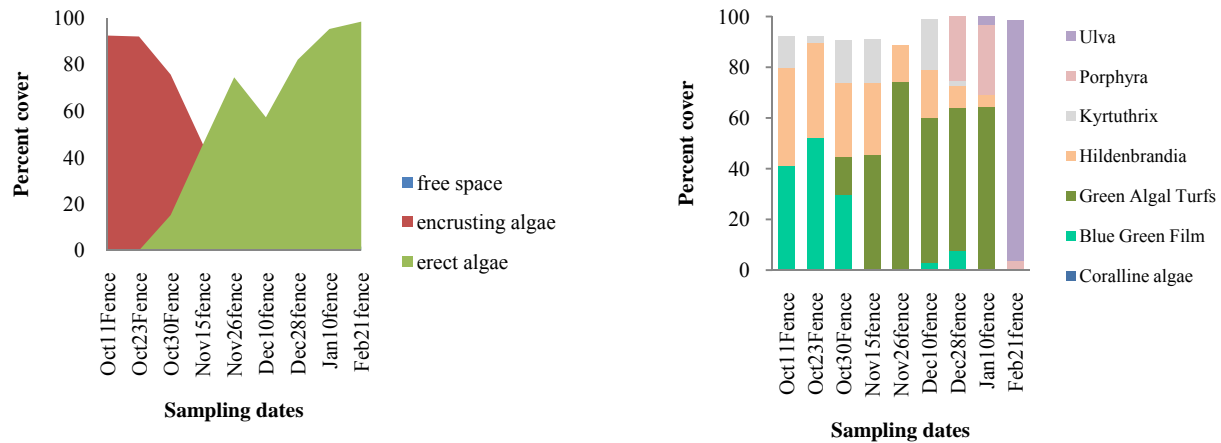 100
80
60
40
20
0
Percent cover
Oct11Fence
Oct23Fence
Oct30Fence
Nov15fence
Nov26fence
Dec10fence
Dec28fence
Jan10fence
Feb21fence
Sampling dates
free space
encrusting algae
erect algae
100
80
60
40
20
0
Percent cover
Oct11Fence
Oct23Fence
Oct30Fence
Nov15fence
Nov26fence
Dec10fence
Dec28fence
Jan10fence
Feb21fence
Sampling dates
Ulva
Porphyra
Kyrtuthrix
Hildenbrandia
Green Algal Turfs
Blue Green Film
Coralline algae